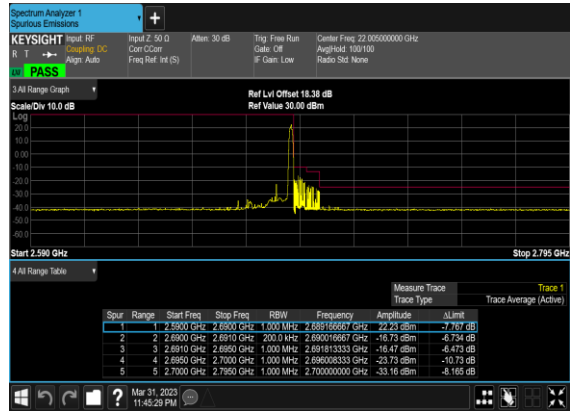 Spectrum Analyzer 1
Spurious Emissions
KEYSIGHT Input: RF Input Z: 50 Ω Atten: 30 dB Trig: Free Run Center Freq: 22.005000000 GHz
R T Coupling: DC Corr CCorr Gate: Off Avg|Hold: 100/100
Align: Auto Freq Ref: Int (S) IF Gain: Low Radio Std: None
PASS
3 All Range Graph
Ref Lvl Offset 18.38 dB
Scale/Div 10.0 dB Ref Value 30.00 dBm
Log
20.0
10.0
0.00
-10.0
-20.0
-30.0
-40.0
-50.0
-60.0
Start 2.590 GHz Stop 2.795 GHz
4 All Range Table
Measure Trace Trace 1
Trace Type Trace Average (Active)
Spur Range Start Freq Stop Freq RBW Frequency Amplitude ΔLimit
1 1 2.5900 GHz 2.6900 GHz 1.000 MHz 2.689166667 GHz 22.23 dBm -7.767 dB
2 2 2.6900 GHz 2.6910 GHz 200.0 kHz 2.690016667 GHz -16.73 dBm -6.734 dB
3 3 2.6910 GHz 2.6950 GHz 1.000 MHz 2.691813333 GHz -16.47 dBm -6.473 dB
4 4 2.6950 GHz 2.7000 GHz 1.000 MHz 2.696008333 GHz -23.73 dBm -10.73 dB
5 5 2.7000 GHz 2.7950 GHz 1.000 MHz 2.700000000 GHz -33.16 dBm -8.165 dB
Mar 31, 2023
11:45:29 PM